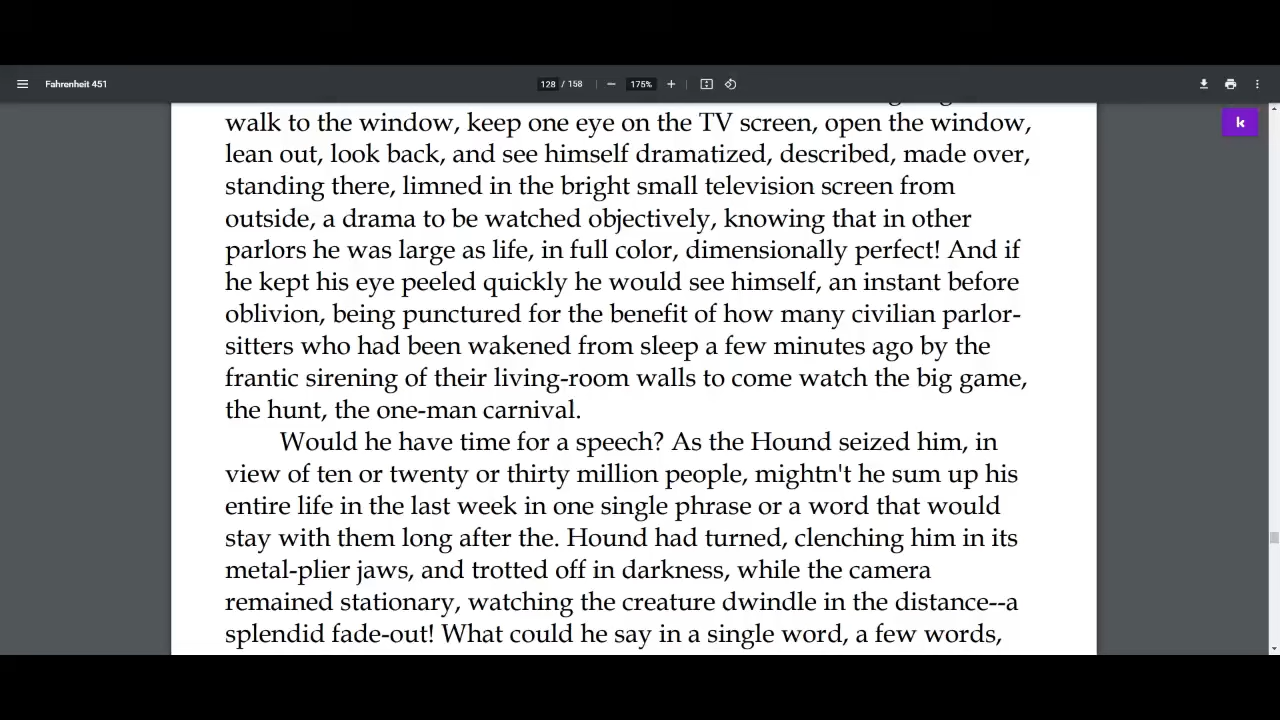 Fahrenheit 451
128 / 158
175%
k
walk to the window, keep one eye on the TV screen, open the window,
lean out, look back, and see himself dramatized, described, made over,
standing there, limned in the bright small television screen from
outside, a drama to be watched objectively, knowing that in other
parlors he was large as life, in full color, dimensionally perfect! And if
he kept his eye peeled quickly he would see himself, an instant before
oblivion, being punctured for the benefit of how many civilian parlor-
sitters who had been wakened from sleep a few minutes ago by the
frantic sirening of their living-room walls to come watch the big game,
the hunt, the one-man carnival.
Would he have time for a speech? As the Hound seized him, in
view of ten or twenty or thirty million people, mightn't he sum up his
entire life in the last week in one single phrase or a word that would
stay with them long after the. Hound had turned, clenching him in its
metal-plier jaws, and trotted off in darkness, while the camera
remained stationary, watching the creature dwindle in the distance--a
splendid fade-out! What could he say in a single word, a few words,